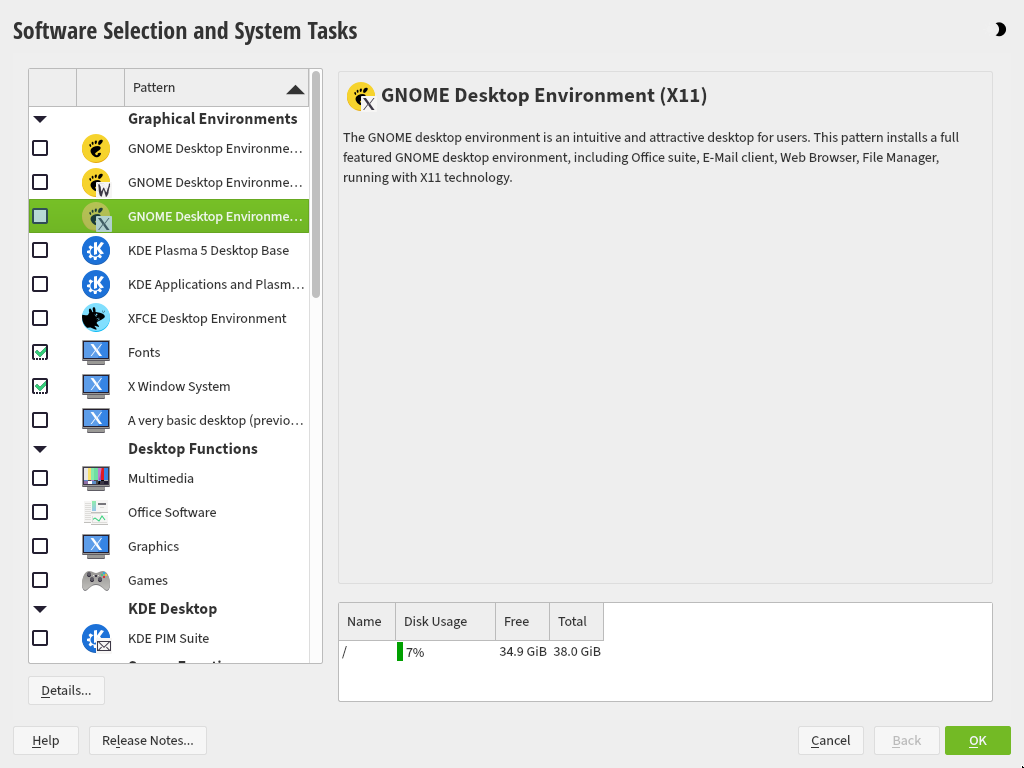 Software Selection and System Tasks
Pattern
Graphical Environments
GNOME Desktop Environme...
GNOME Desktop Environme...
GNOME Desktop Environme...
KDE Plasma 5 Desktop Base
KDE Applications and Plasm...
XFCE Desktop Environment
Fonts
X Window System
A very basic desktop (previo...
Desktop Functions
Multimedia
Office Software
Graphics
Games
KDE Desktop
KDE PIM Suite
Details...
GNOME Desktop Environment (X11)
The GNOME desktop environment is an intuitive and attractive desktop for users. This pattern installs a full
featured GNOME desktop environment, including Office suite, E-Mail client, Web Browser, File Manager,
running with X11 technology.
Name Disk Usage Free Total
/ 7% 34.9 GiB 38.0 GiB
Help Release Notes... Cancel Back OK